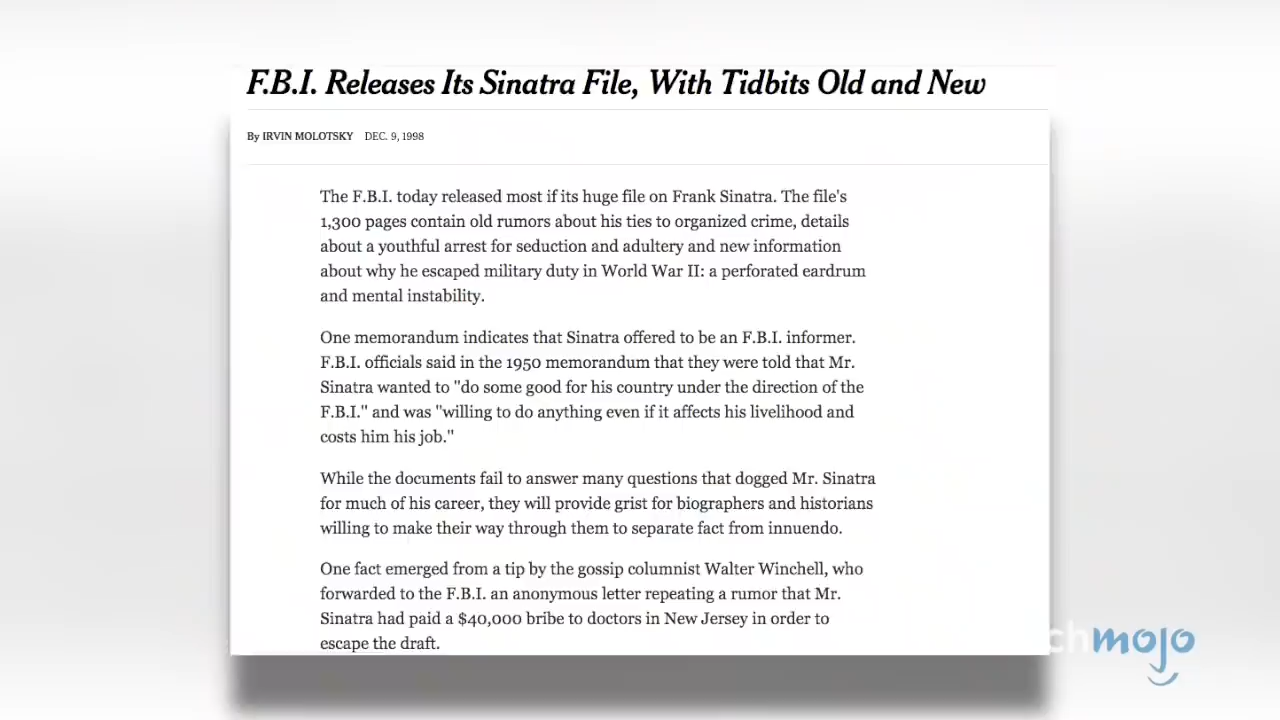 F.B.I. Releases Its Sinatra File, With Tidbits Old and New
By IRVIN MOLOTSKY DEC. 9, 1998
The F.B.I. today released most if its huge file on Frank Sinatra. The file's
1,300 pages contain old rumors about his ties to organized crime, details
about a youthful arrest for seduction and adultery and new information
about why he escaped military duty in World War II: a perforated eardrum
and mental instability.
One memorandum indicates that Sinatra offered to be an F.B.I. informer.
F.B.I. officials said in the 1950 memorandum that they were told that Mr.
Sinatra wanted to "do some good for his country under the direction of the
F.B.I." and was "willing to do anything even if it affects his livelihood and
costs him his job."
While the documents fail to answer many questions that dogged Mr. Sinatra
for much of his career, they will provide grist for biographers and historians
willing to make their way through them to separate fact from innuendo.
One fact emerged from a tip by the gossip columnist Walter Winchell, who
forwarded to the F.B.I. an anonymous letter repeating a rumor that Mr.
Sinatra had paid a $40,000 bribe to doctors in New Jersey in order to
escape the draft.
chmojo